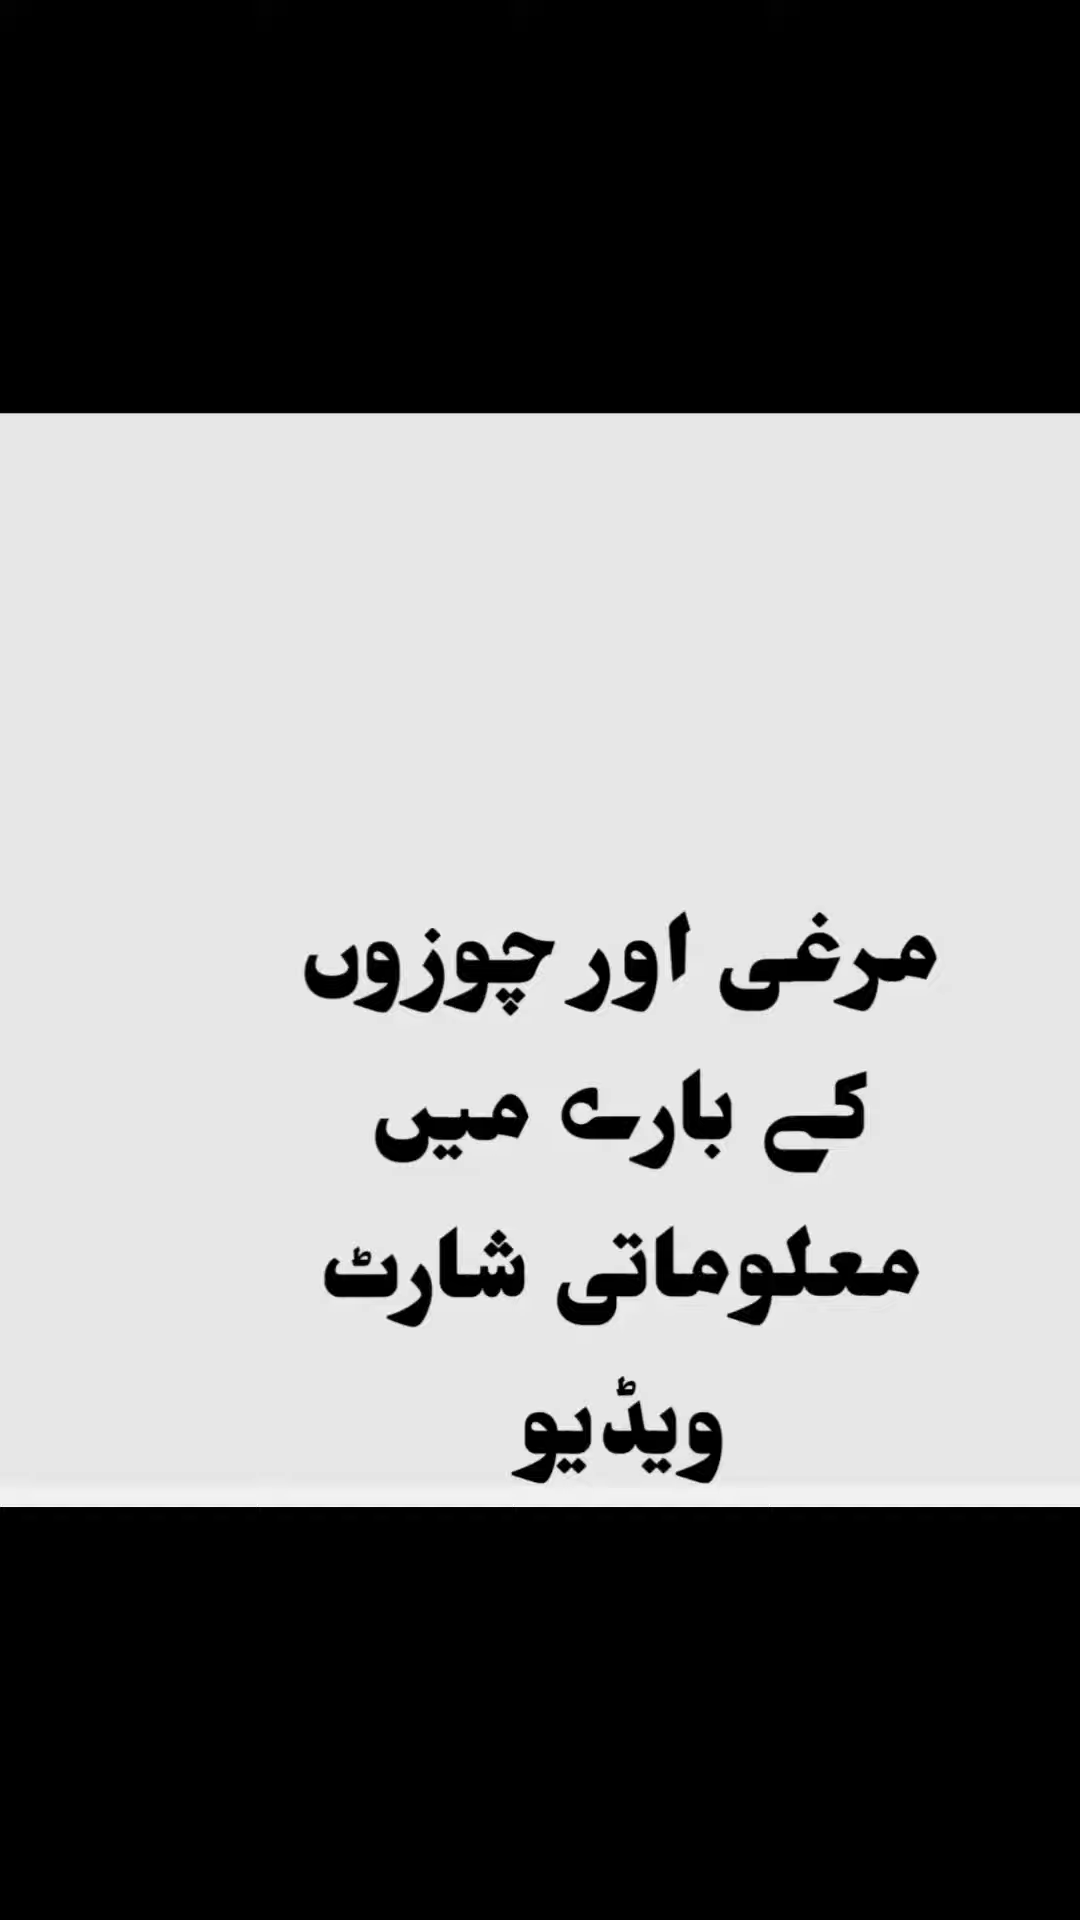 مرغی اور چوزوں
کے بارے میں
معلوماتی شارٹ
ویڈیو